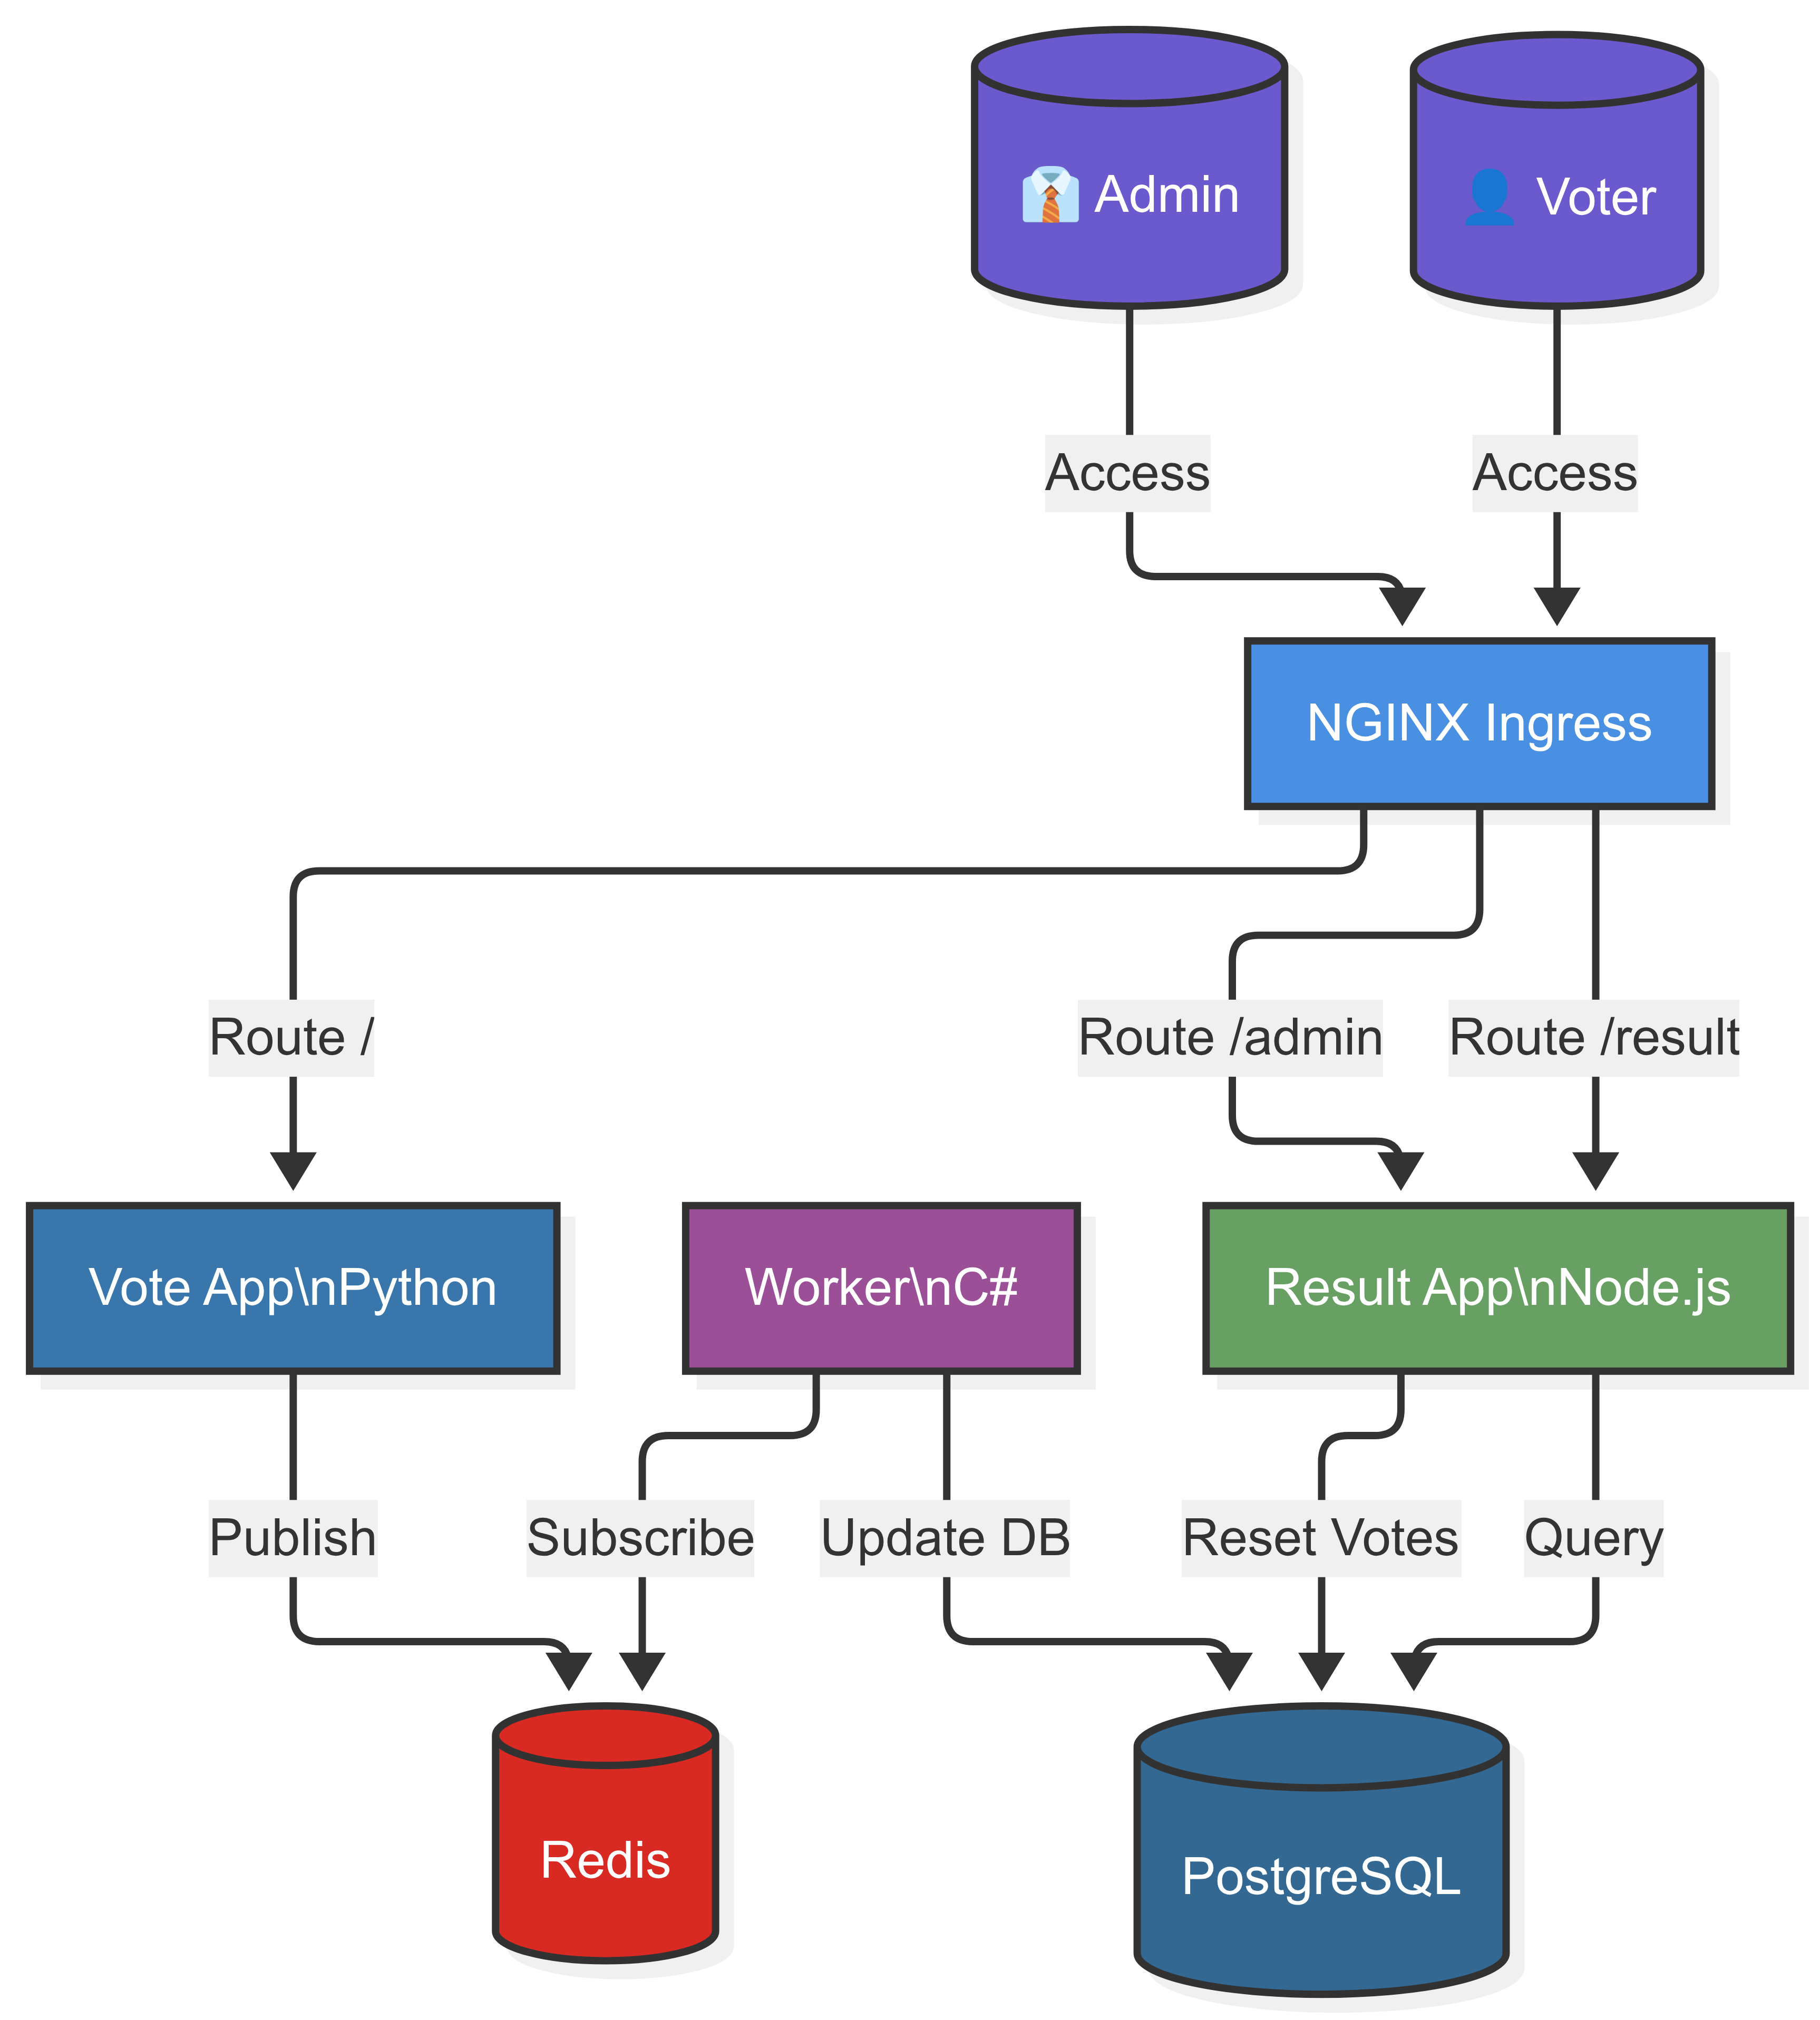 👔 Admin
👤 Voter
Access
Access
NGINX Ingress
Route /
Route /admin
Route /result
Vote App\nPython
Worker\nC#
Result App\nNode.js
Publish
Subscribe
Update DB
Reset Votes
Query
Redis
PostgreSQL